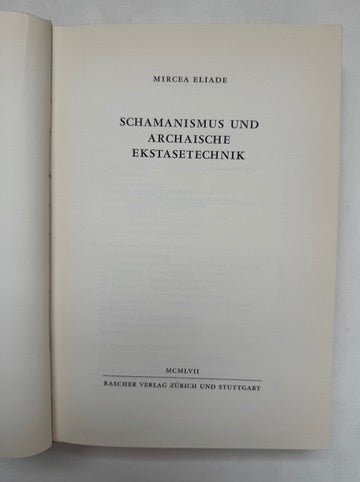 MIRCEA ELIADE
SCHAMANISMUS UND
ARCHAISCHE
EKSTASETECHNIK
MCMLVII
RASCHER VERLAG ZÜRICH UND STUTTGART